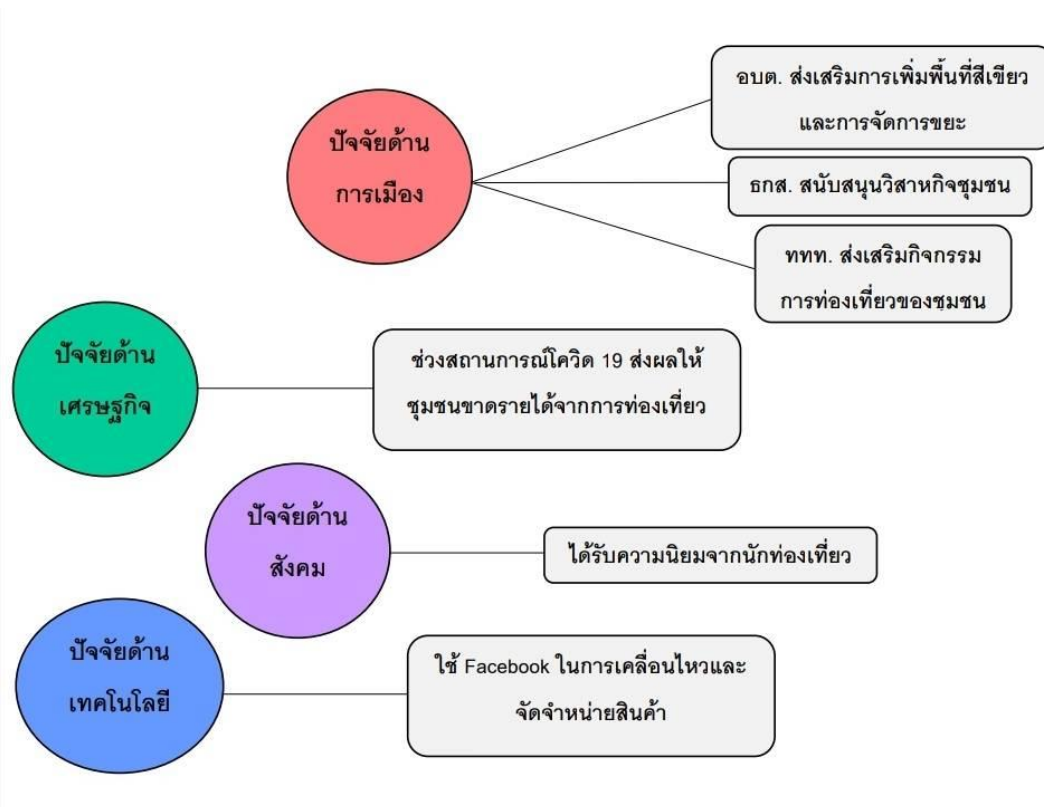 ปัจจัยด้าน
การเมือง
อบต. ส่งเสริมการเพิ่มพื้นที่สีเขียว
และการจัดการขยะ
ธกส. สนับสนุนวิสาหกิจชุมชน
ททท. ส่งเสริมกิจกรรม
การท่องเที่ยวของชุมชน
ปัจจัยด้าน
เศรษฐกิจ
ช่วงสถานการณ์โควิด 19 ส่งผลให้
ชุมชนขาดรายได้จากการท่องเที่ยว
ปัจจัยด้าน
สังคม
ได้รับความนิยมจากนักท่องเที่ยว
ปัจจัยด้าน
เทคโนโลยี
ใช้ Facebook ในการเคลื่อนไหวและ
จัดจำหน่ายสินค้า